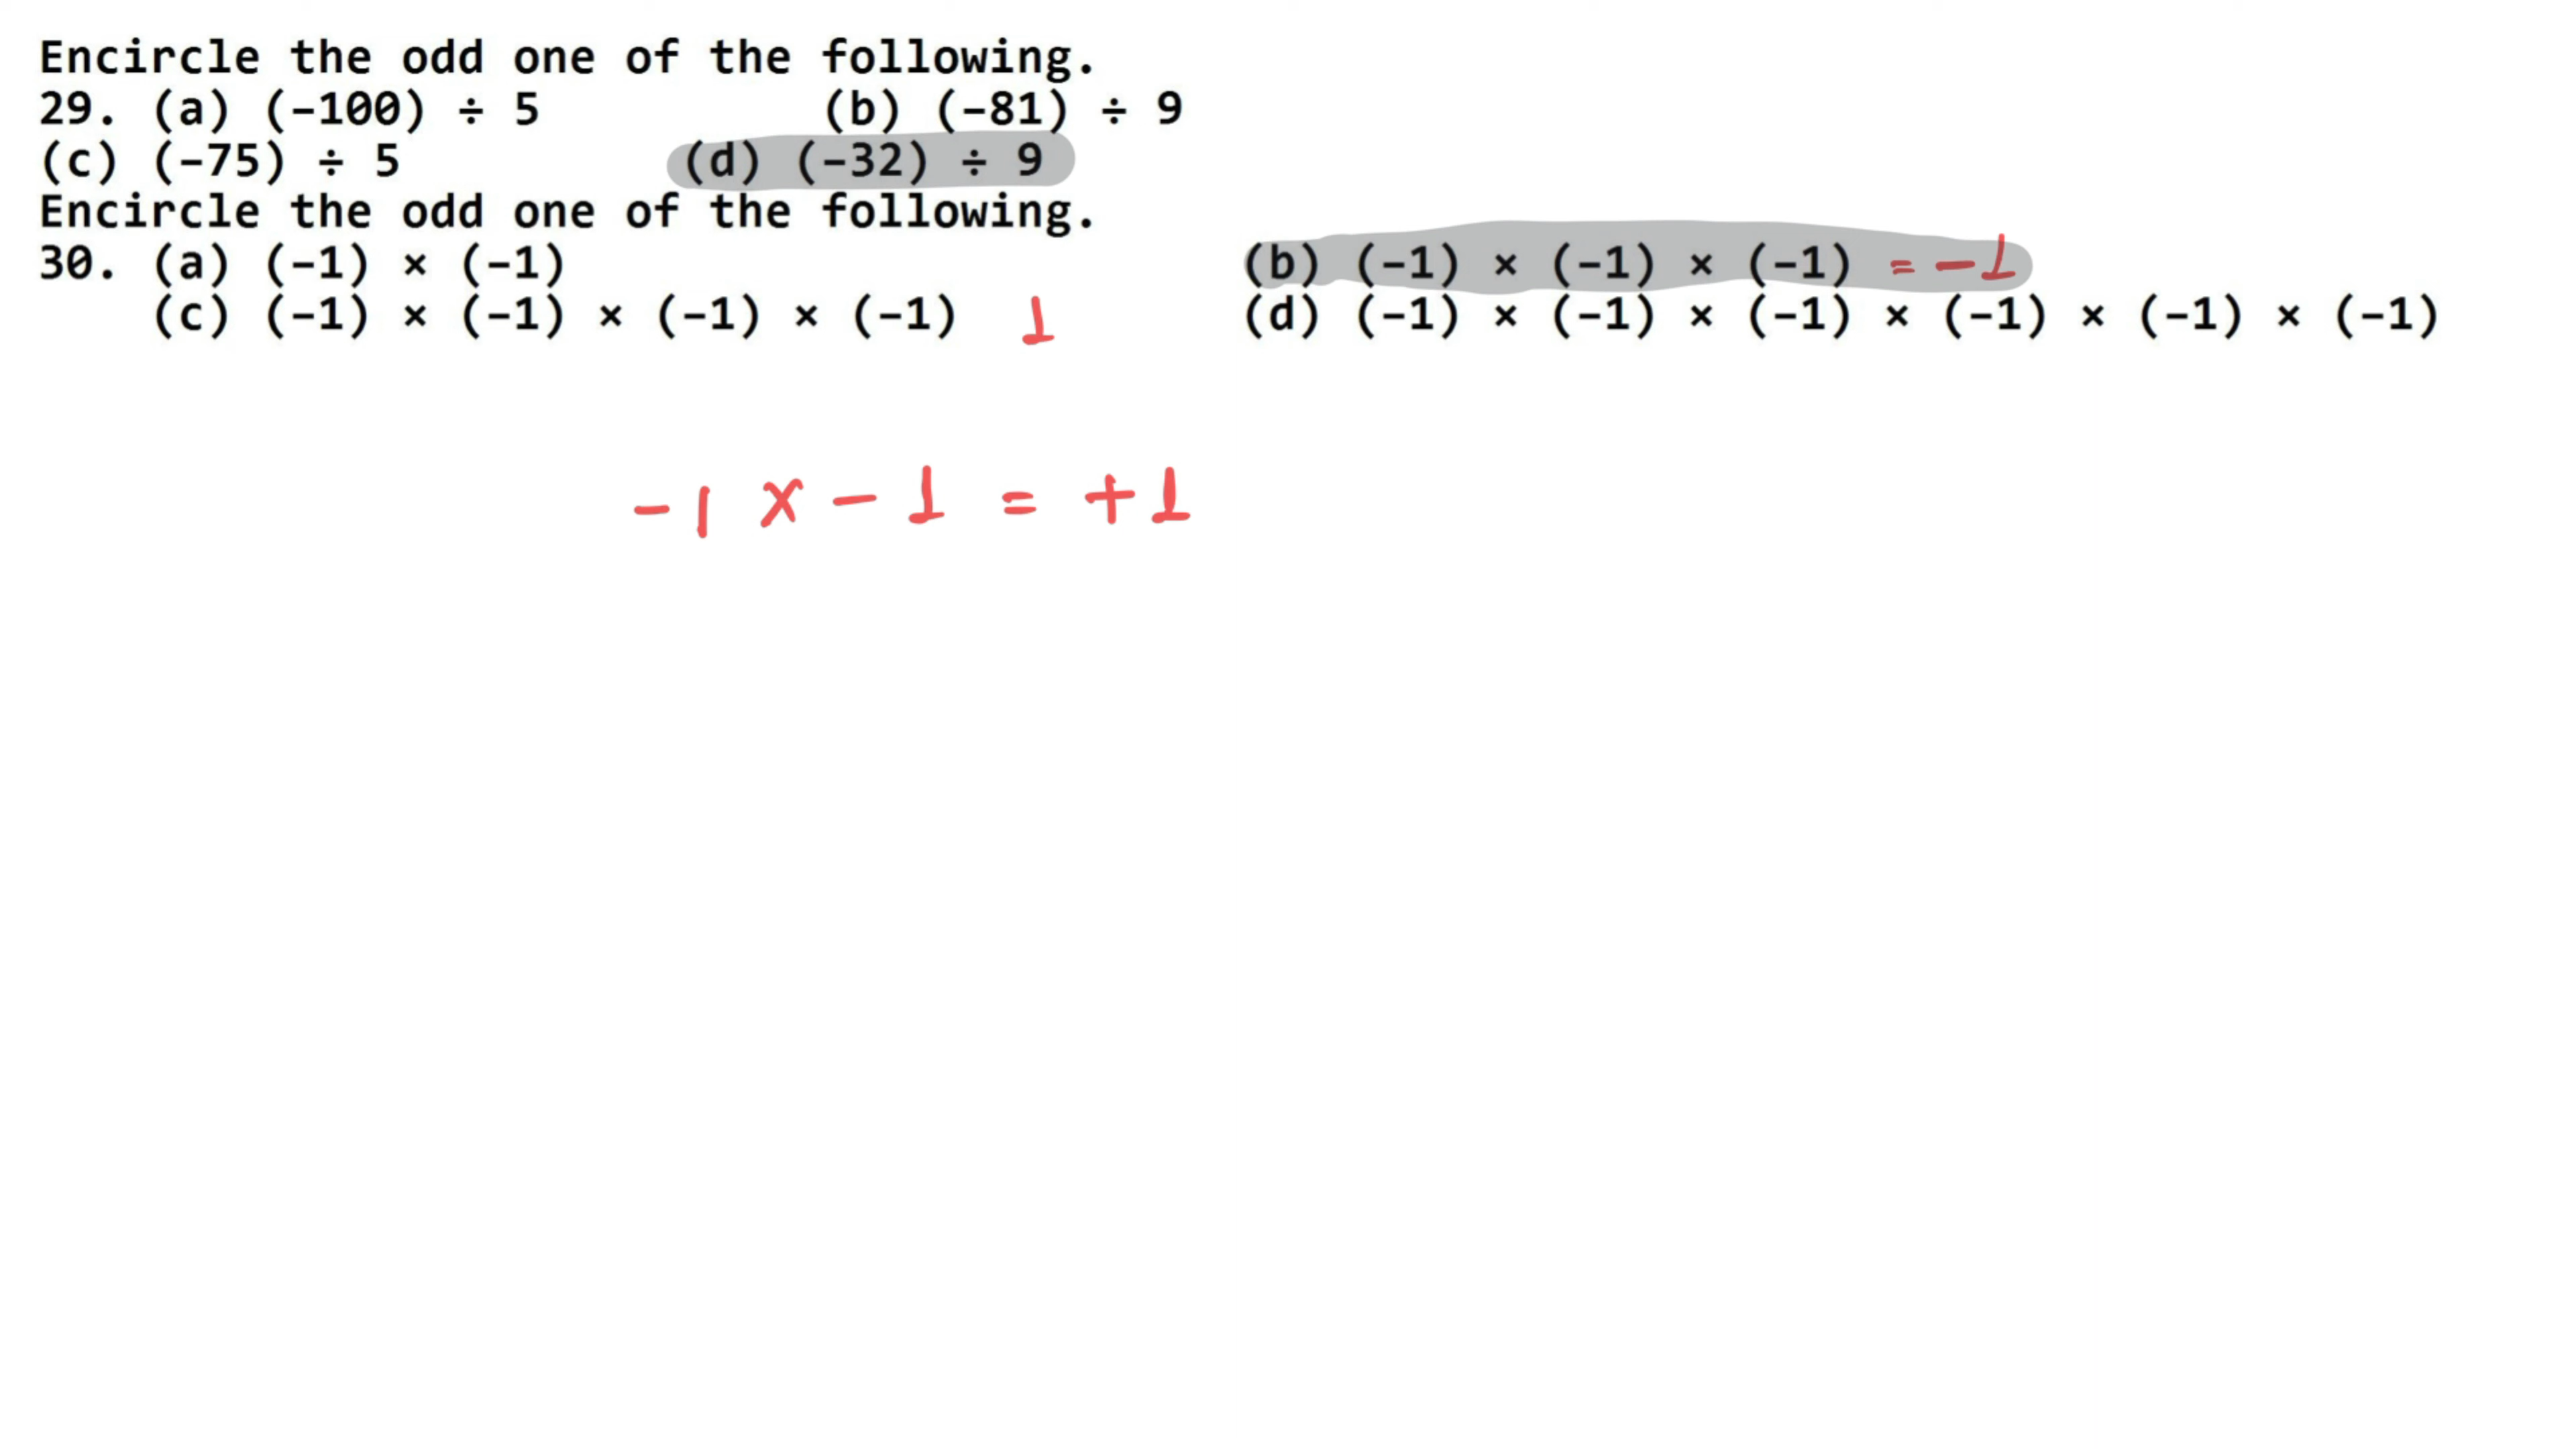 Encircle the odd one of the following.
29. (a) (-100) ÷ 5 (b) (-81) ÷ 9
(c) (-75) ÷ 5 (d) (-32) ÷ 9
Encircle the odd one of the following.
30. (a) (-1) × (-1) (b) (-1) × (-1) × (-1) = -1
(c) (-1) × (-1) × (-1) × (-1) 1 (d) (-1) × (-1) × (-1) × (-1) × (-1) × (-1)
-1 x -1 = +1